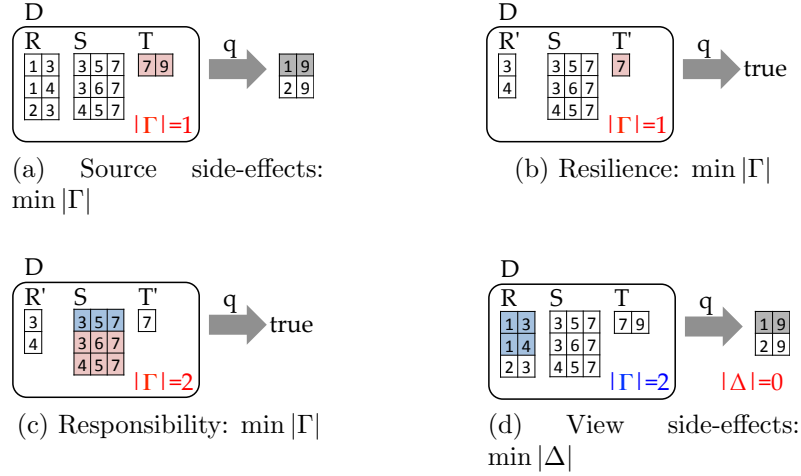 D
R S T q
1 3 3 5 7 7 9 1 9
1 4 3 6 7 2 9
2 3 4 5 7
|Γ|=1
(a) Source side-effects:
min |Γ|
D
R' S T' q
3 3 5 7 7 true
4 3 6 7
4 5 7
|Γ|=1
(b) Resilience: min |Γ|
D
R' S T' q
3 3 5 7 7 true
4 3 6 7
4 5 7
|Γ|=2
(c) Responsibility: min |Γ|
D
R S T q
1 3 3 5 7 7 9 1 9
1 4 3 6 7 2 9
2 3 4 5 7
|Γ|=2 |Δ|=0
(d) View side-effects:
min |Δ|